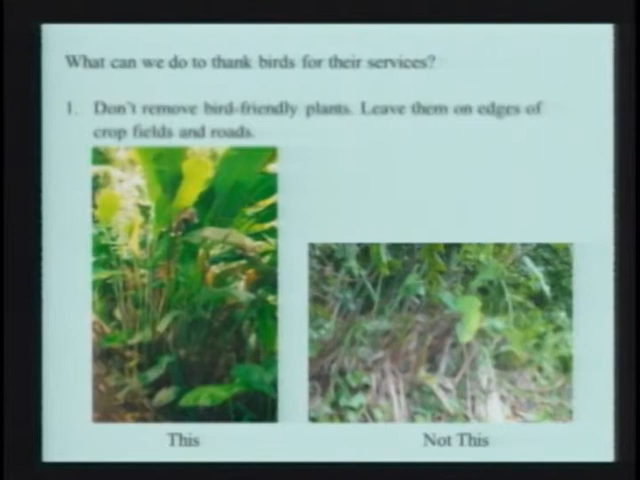 What can we do to thank birds for their services?
1. Don't remove bird-friendly plants. Leave them on edges of
crop fields and roads.
This
Not This